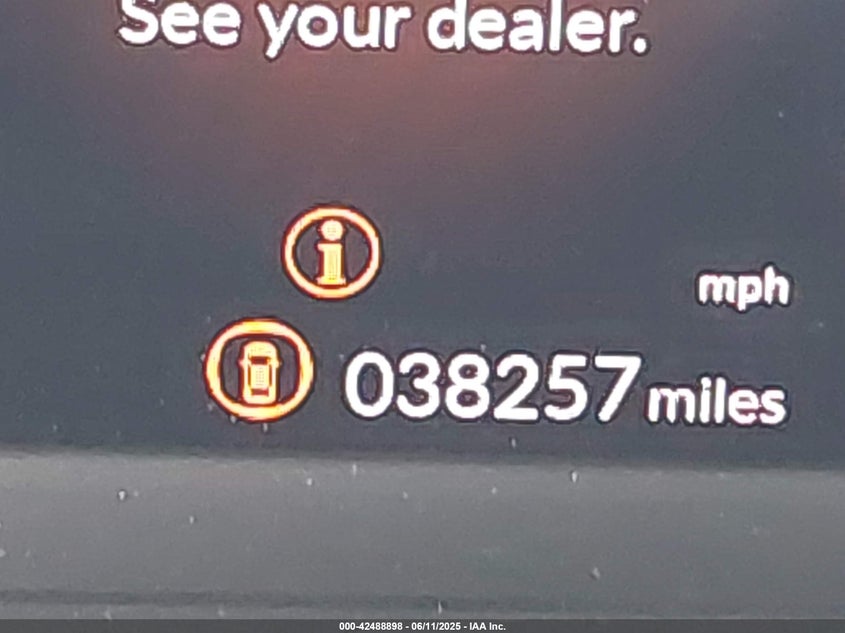 See your dealer.
i
mph
038257 miles
000-42488898 - 06/11/2025 - IAA Inc.